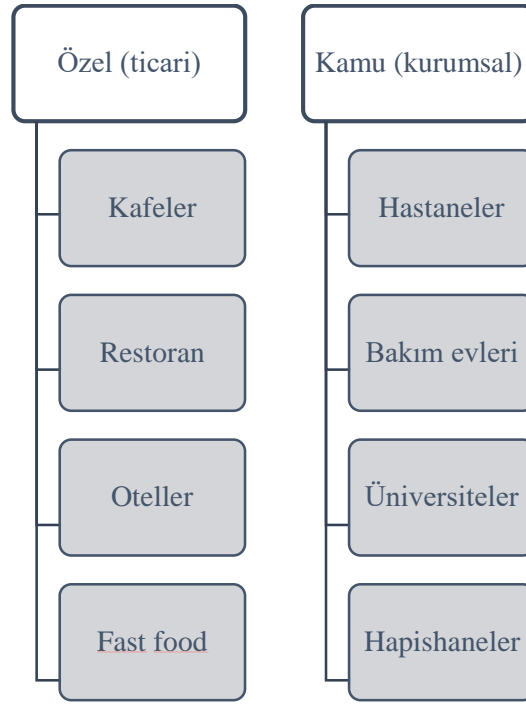 Özel (ticari)
Kafeler
Restoran
Oteller
Fast food
Kamu (kurumsal)
Hastaneler
Bakım evleri
Üniversiteler
Hapishaneler